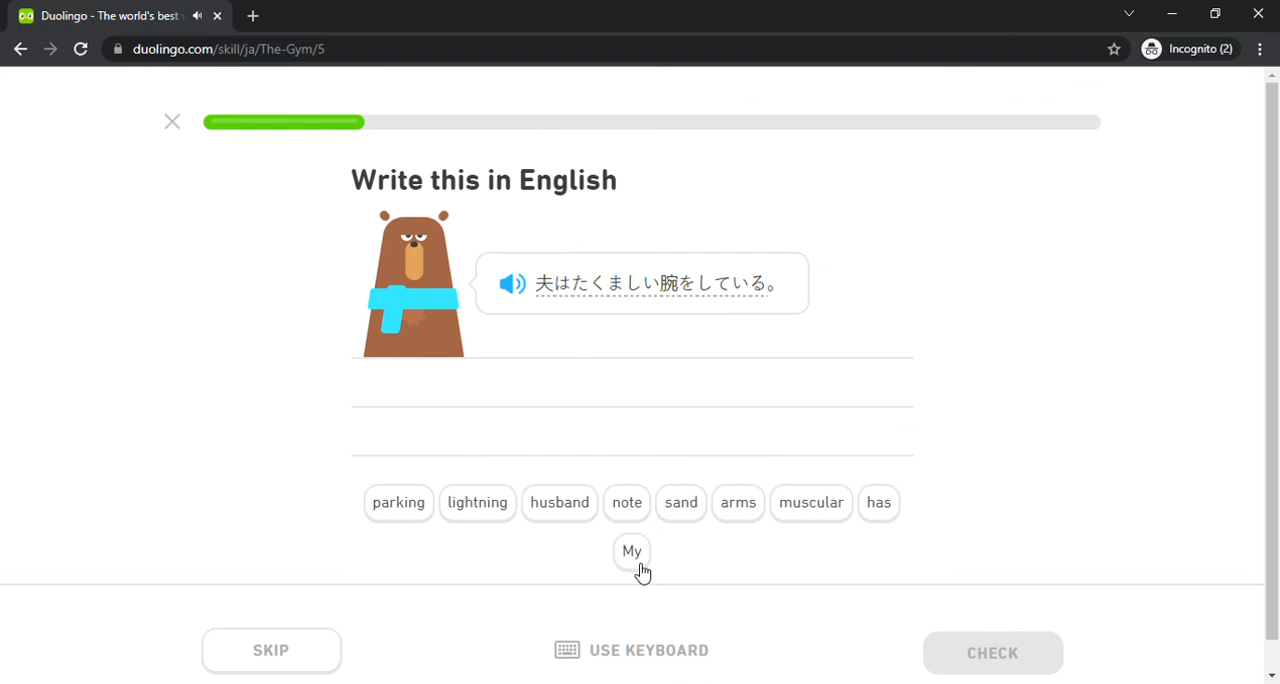 Duolingo - The world's best
duolingo.com/skill/ja/The-Gym/5
Incognito (2)
Write this in English
夫はたくましい腕をしている。
parking lightning husband note sand arms muscular has
My
SKIP
USE KEYBOARD
CHECK